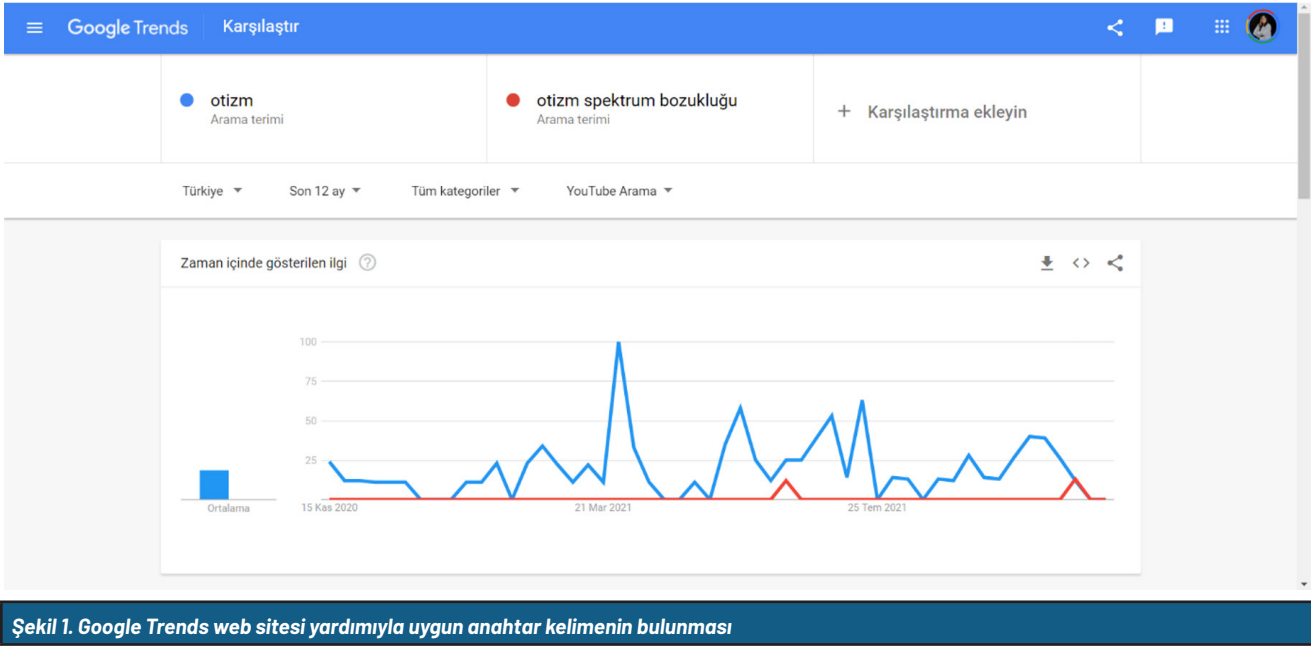 Google Trends Karşılaştır
otizm
Arama terimi
otizm spektrum bozukluğu
Arama terimi
+ Karşılaştırma ekleyin
Türkiye Son 12 ay Tüm kategoriler YouTube Arama
Zaman içinde gösterilen ilgi ?
100
75
50
25
Ortalama
15 Kas 2020 21 Mar 2021 25 Tem 2021
Şekil 1. Google Trends web sitesi yardımıyla uygun anahtar kelimenin bulunması